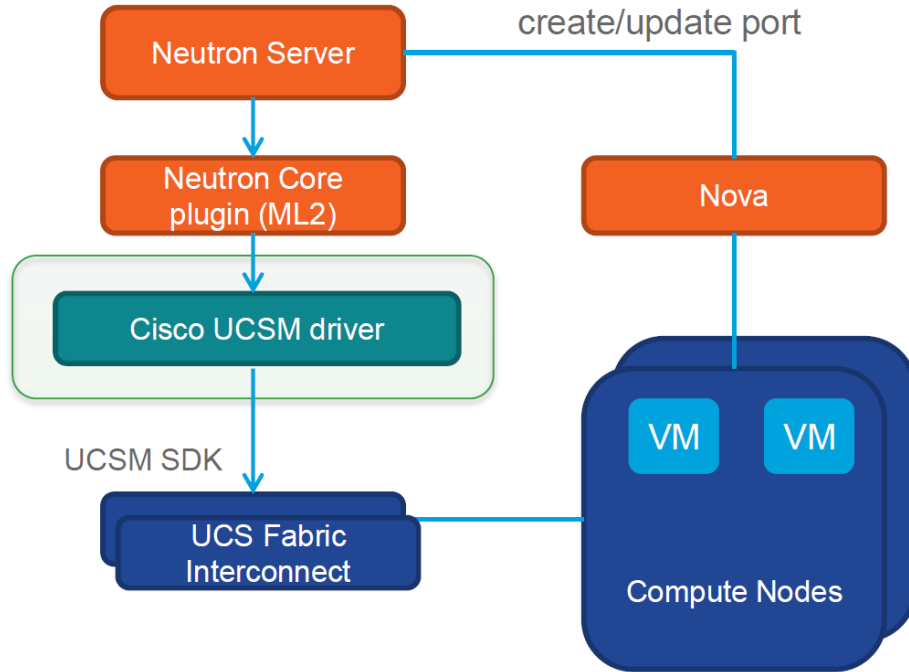 create/update port
Neutron Server
Neutron Core
plugin (ML2)
Nova
Cisco UCSM driver
VM
VM
UCSM SDK
UCS Fabric
Interconnect
Compute Nodes